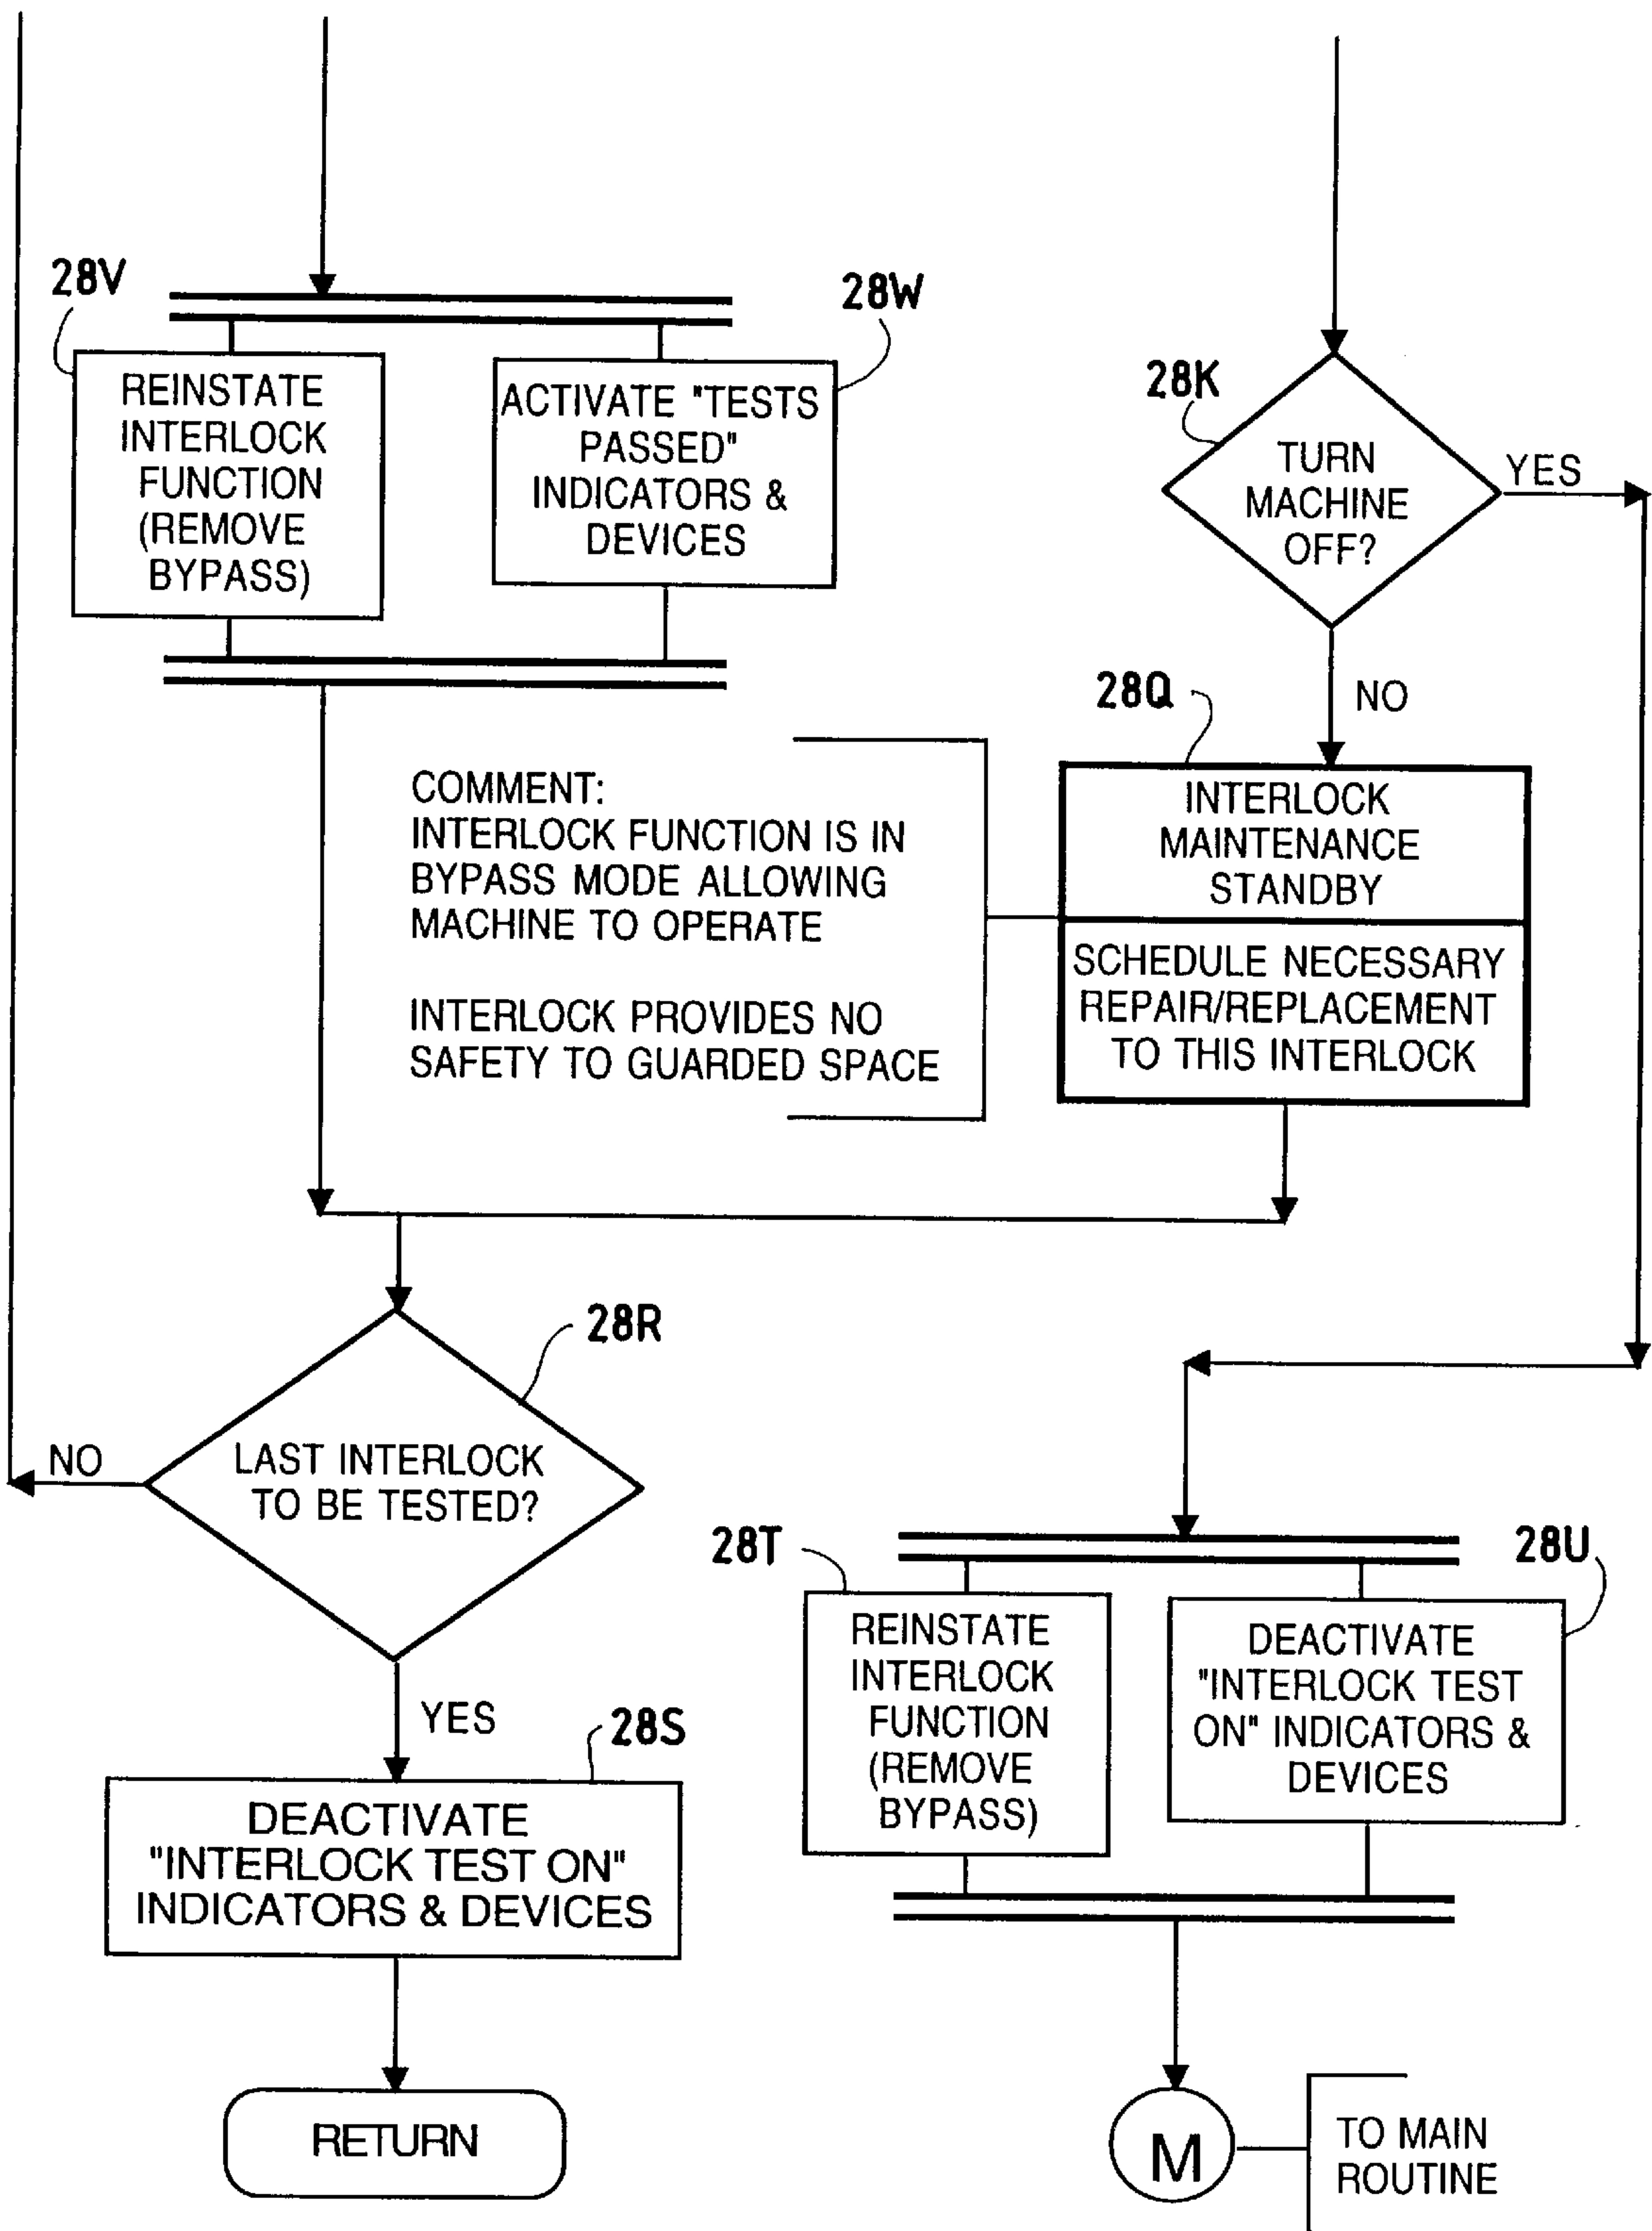 28V
REINSTATE
INTERLOCK
FUNCTION
(REMOVE
BYPASS)
28W
ACTIVATE "TESTS
PASSED"
INDICATORS &
DEVICES
28K
TURN
MACHINE
OFF?
YES
NO
28Q
INTERLOCK
MAINTENANCE
STANDBY
SCHEDULE NECESSARY
REPAIR/REPLACEMENT
TO THIS INTERLOCK
COMMENT:
INTERLOCK FUNCTION IS IN
BYPASS MODE ALLOWING
MACHINE TO OPERATE
INTERLOCK PROVIDES NO
SAFETY TO GUARDED SPACE
28R
LAST INTERLOCK
TO BE TESTED?
NO
YES
28S
DEACTIVATE
"INTERLOCK TEST ON"
INDICATORS & DEVICES
RETURN
28T
REINSTATE
INTERLOCK
FUNCTION
(REMOVE
BYPASS)
28U
DEACTIVATE
"INTERLOCK TEST
ON" INDICATORS &
DEVICES
M
TO MAIN
ROUTINE